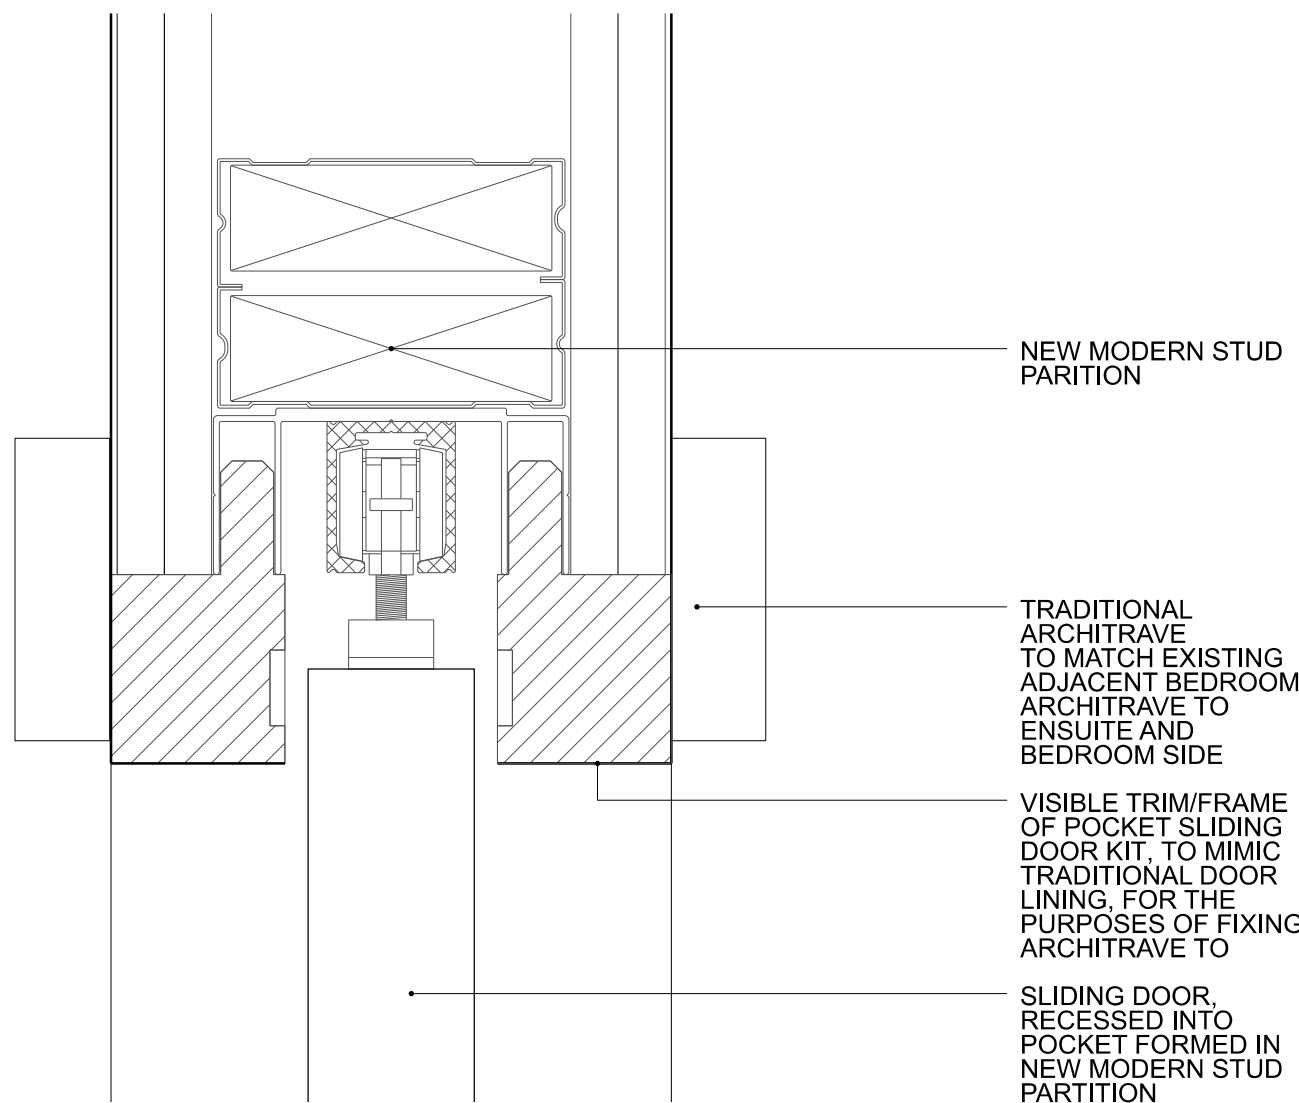 NEW MODERN STUD
PARITION
TRADITIONAL
ARCHITRAVE
TO MATCH EXISTING
ADJACENT BEDROOM
ARCHITRAVE TO
ENSUITE AND
BEDROOM SIDE
VISIBLE TRIM/FRAME
OF POCKET SLIDING
DOOR KIT, TO MIMIC
TRADITIONAL DOOR
LINING, FOR THE
PURPOSES OF FIXING
ARCHITRAVE TO
SLIDING DOOR,
RECESSED INTO
POCKET FORMED IN
NEW MODERN STUD
PARTITION